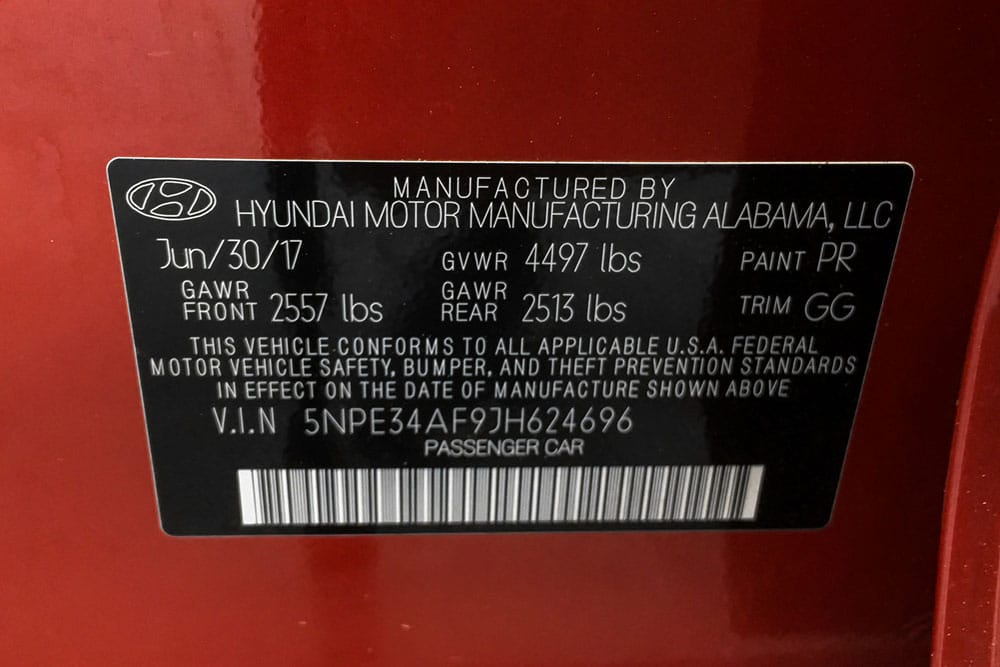 MANUFACTURED BY
HYUNDAI MOTOR MANUFACTURING ALABAMA, LLC
Jun/30/17 GVWR 4497 lbs PAINT PR
GAWR FRONT 2557 lbs GAWR REAR 2513 lbs TRIM GG
THIS VEHICLE CONFORMS TO ALL APPLICABLE U.S.A. FEDERAL
MOTOR VEHICLE SAFETY, BUMPER, AND THEFT PREVENTION STANDARDS
IN EFFECT ON THE DATE OF MANUFACTURE SHOWN ABOVE
V.I.N 5NPE34AF9JH624696
PASSENGER CAR